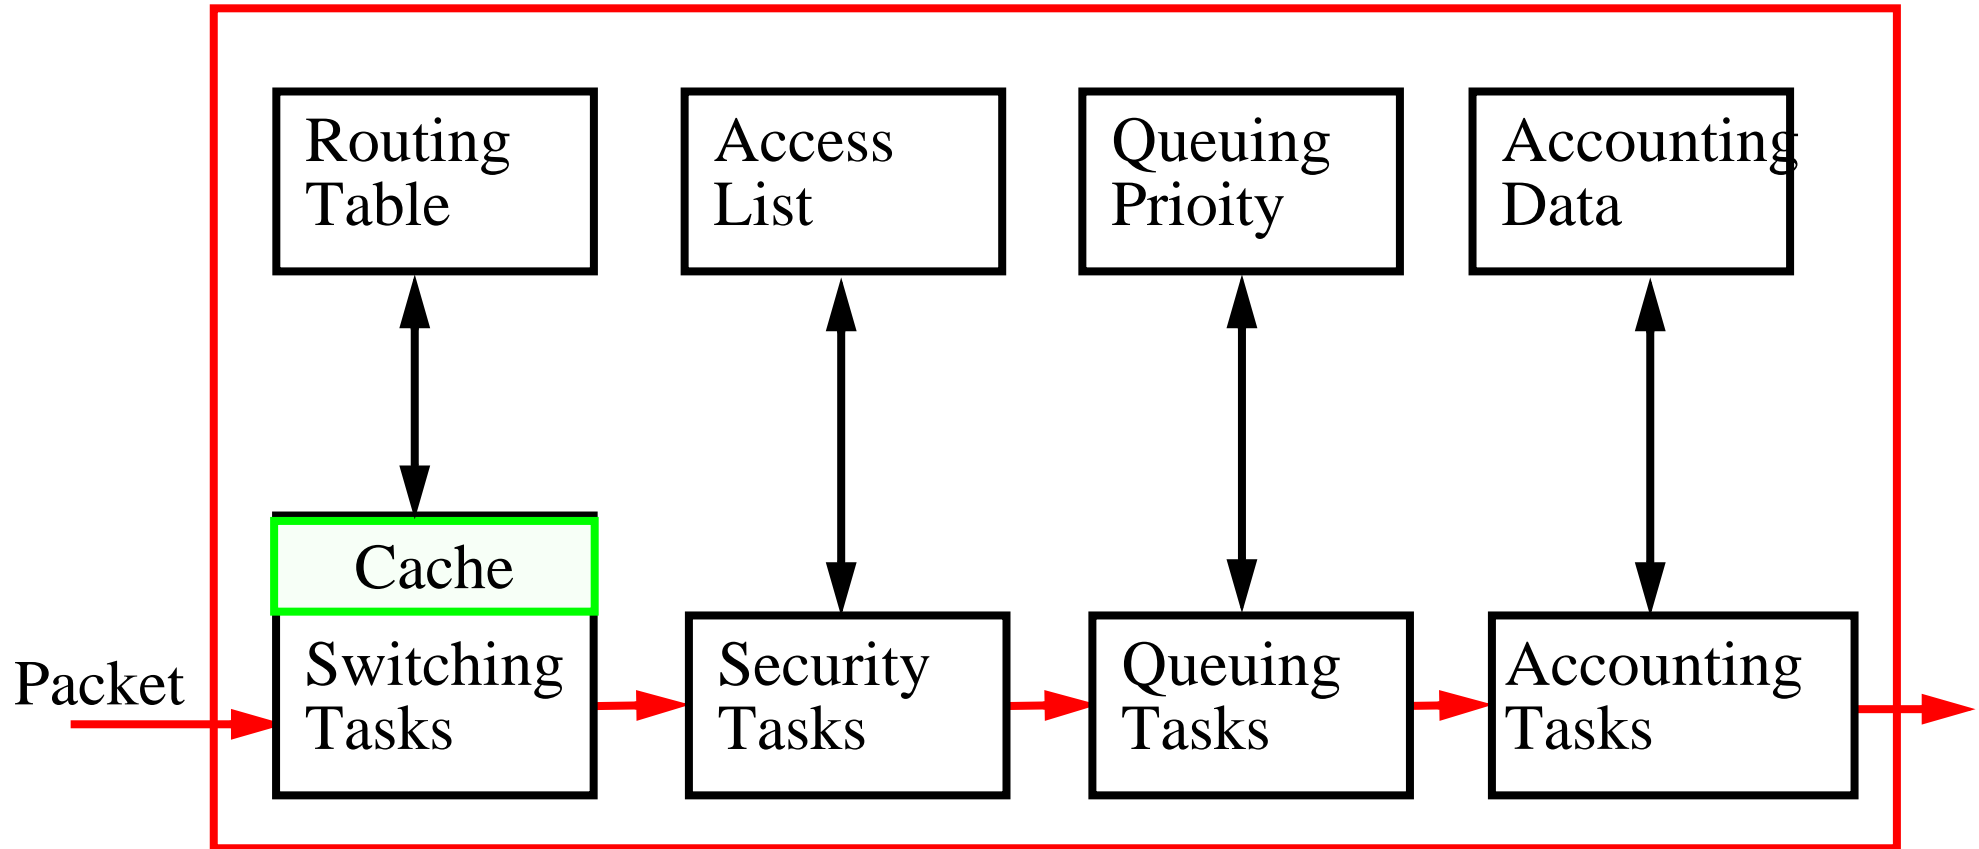 Routing
Table
Access
List
Queuing
Prioity
Accounting
Data
Cache
Packet
Switching
Tasks
Security
Tasks
Queuing
Tasks
Accounting
Tasks